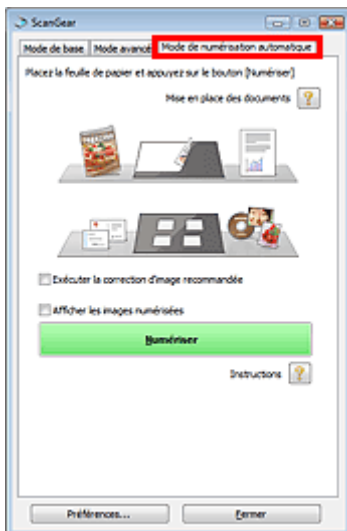 ScanGear
Mode de base Mode avancé Mode de numérisation automatique
Placez la feuille de papier et appuyez sur le bouton [Numériser]
Mise en place des documents ?
Exécuter la correction d'image recommandée
Afficher les images numérisées
Numériser
Instructions ?
Préférences... Fermer